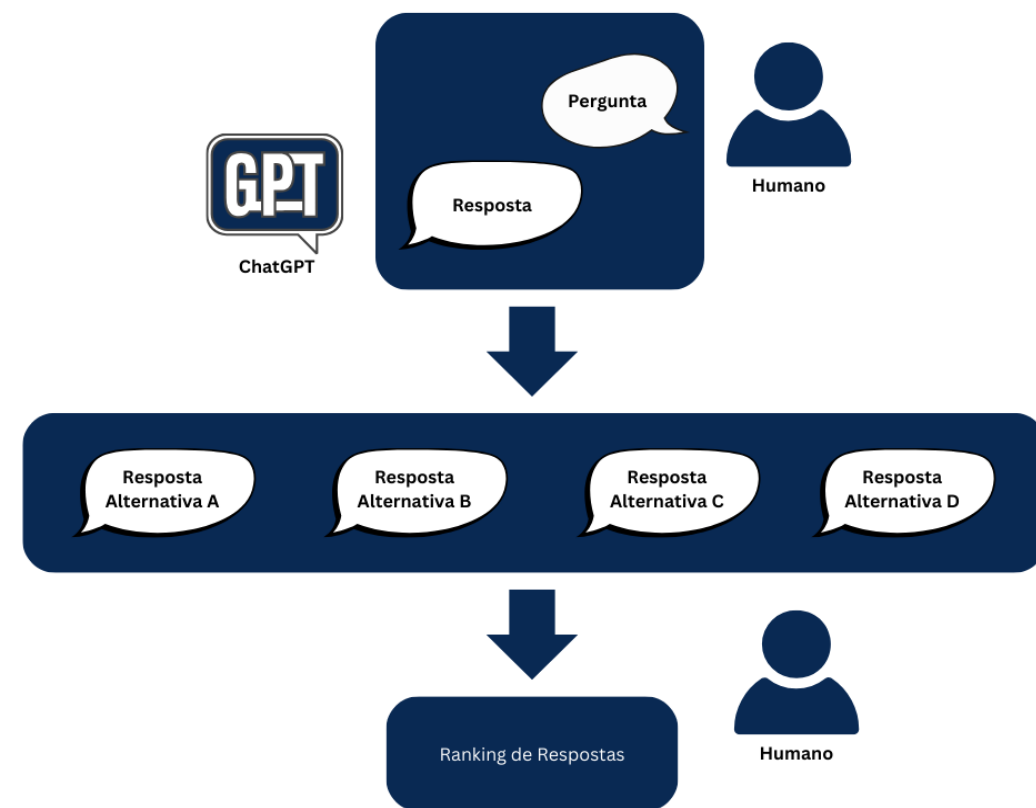 Pergunta
Humano
GPT
Resposta
ChatGPT
Resposta
Alternativa A
Resposta
Alternativa B
Resposta
Alternativa C
Resposta
Alternativa D
Ranking de Respostas
Humano